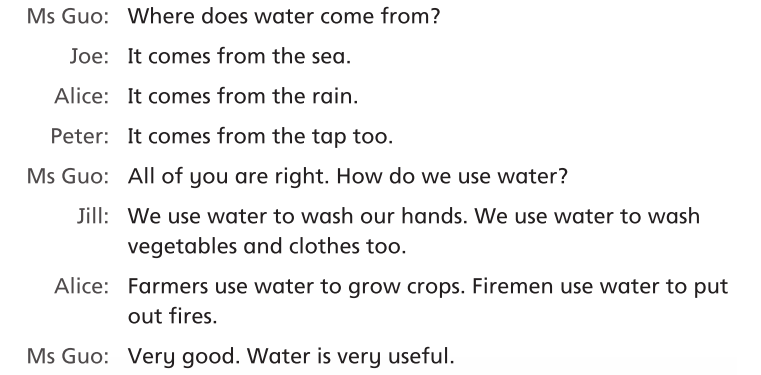 Ms Guo: Where does water come from?
Joe: It comes from the sea.
Alice: It comes from the rain.
Peter: It comes from the tap too.
Ms Guo: All of you are right. How do we use water?
Jill: We use water to wash our hands. We use water to wash
vegetables and clothes too.
Alice: Farmers use water to grow crops. Firemen use water to put
out fires.
Ms Guo: Very good. Water is very useful.